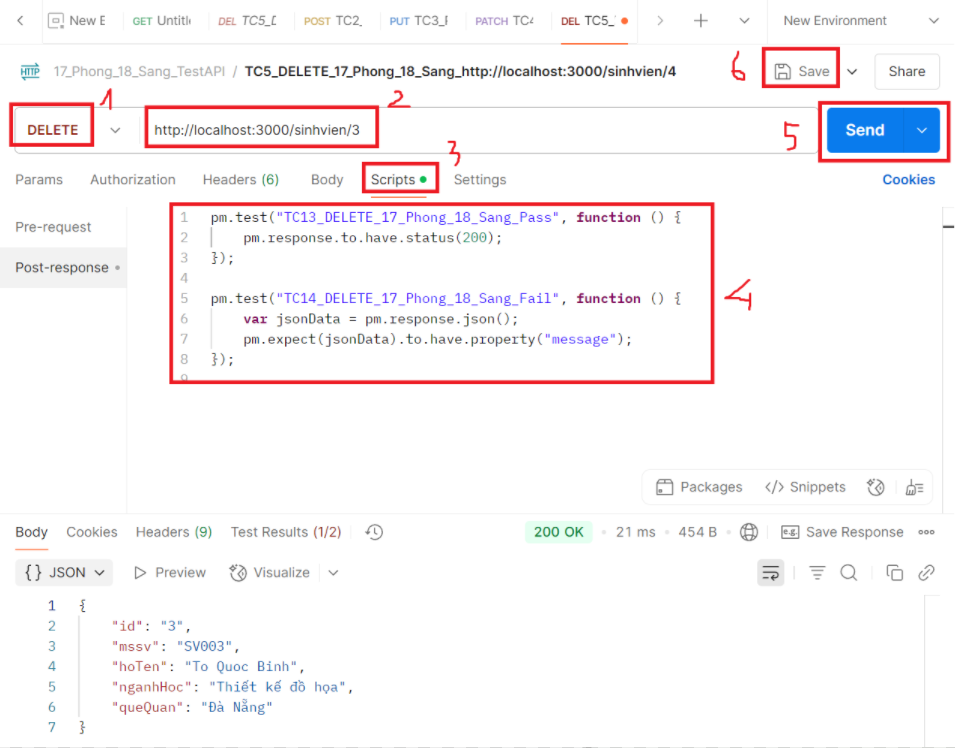 New E
GET Untitle
DEL TC5_D
POST TC2_
PUT TC3_F
PATCH TC4
DEL TC5_
New Environment
HTTP 17_Phong_18_Sang_TestAPI / TC5_DELETE_17_Phong_18_Sang_http://localhost:3000/sinhvien/4
6
Save
Share
1
2
DELETE
http://localhost:3000/sinhvien/3
5
Send
3
Params Authorization Headers (6) Body Scripts Settings Cookies
Pre-request
Post-response
1 pm.test("TC13_DELETE_17_Phong_18_Sang_Pass", function () {
2 pm.response.to.have.status(200);
3 });
4
5 pm.test("TC14_DELETE_17_Phong_18_Sang_Fail", function () {
6 var jsonData = pm.response.json();
7 pm.expect(jsonData).to.have.property("message");
8 });
9
4
Packages </> Snippets
Body Cookies Headers (9) Test Results (1/2) 200 OK • 21 ms • 454 B • e.g. Save Response
{} JSON Preview Visualize
1 {
2 "id": "3",
3 "mssv": "SV003",
4 "hoTen": "To Quoc Binh",
5 "nganhHoc": "Thiết kế đồ họa",
6 "queQuan": "Đà Nẵng"
7 }